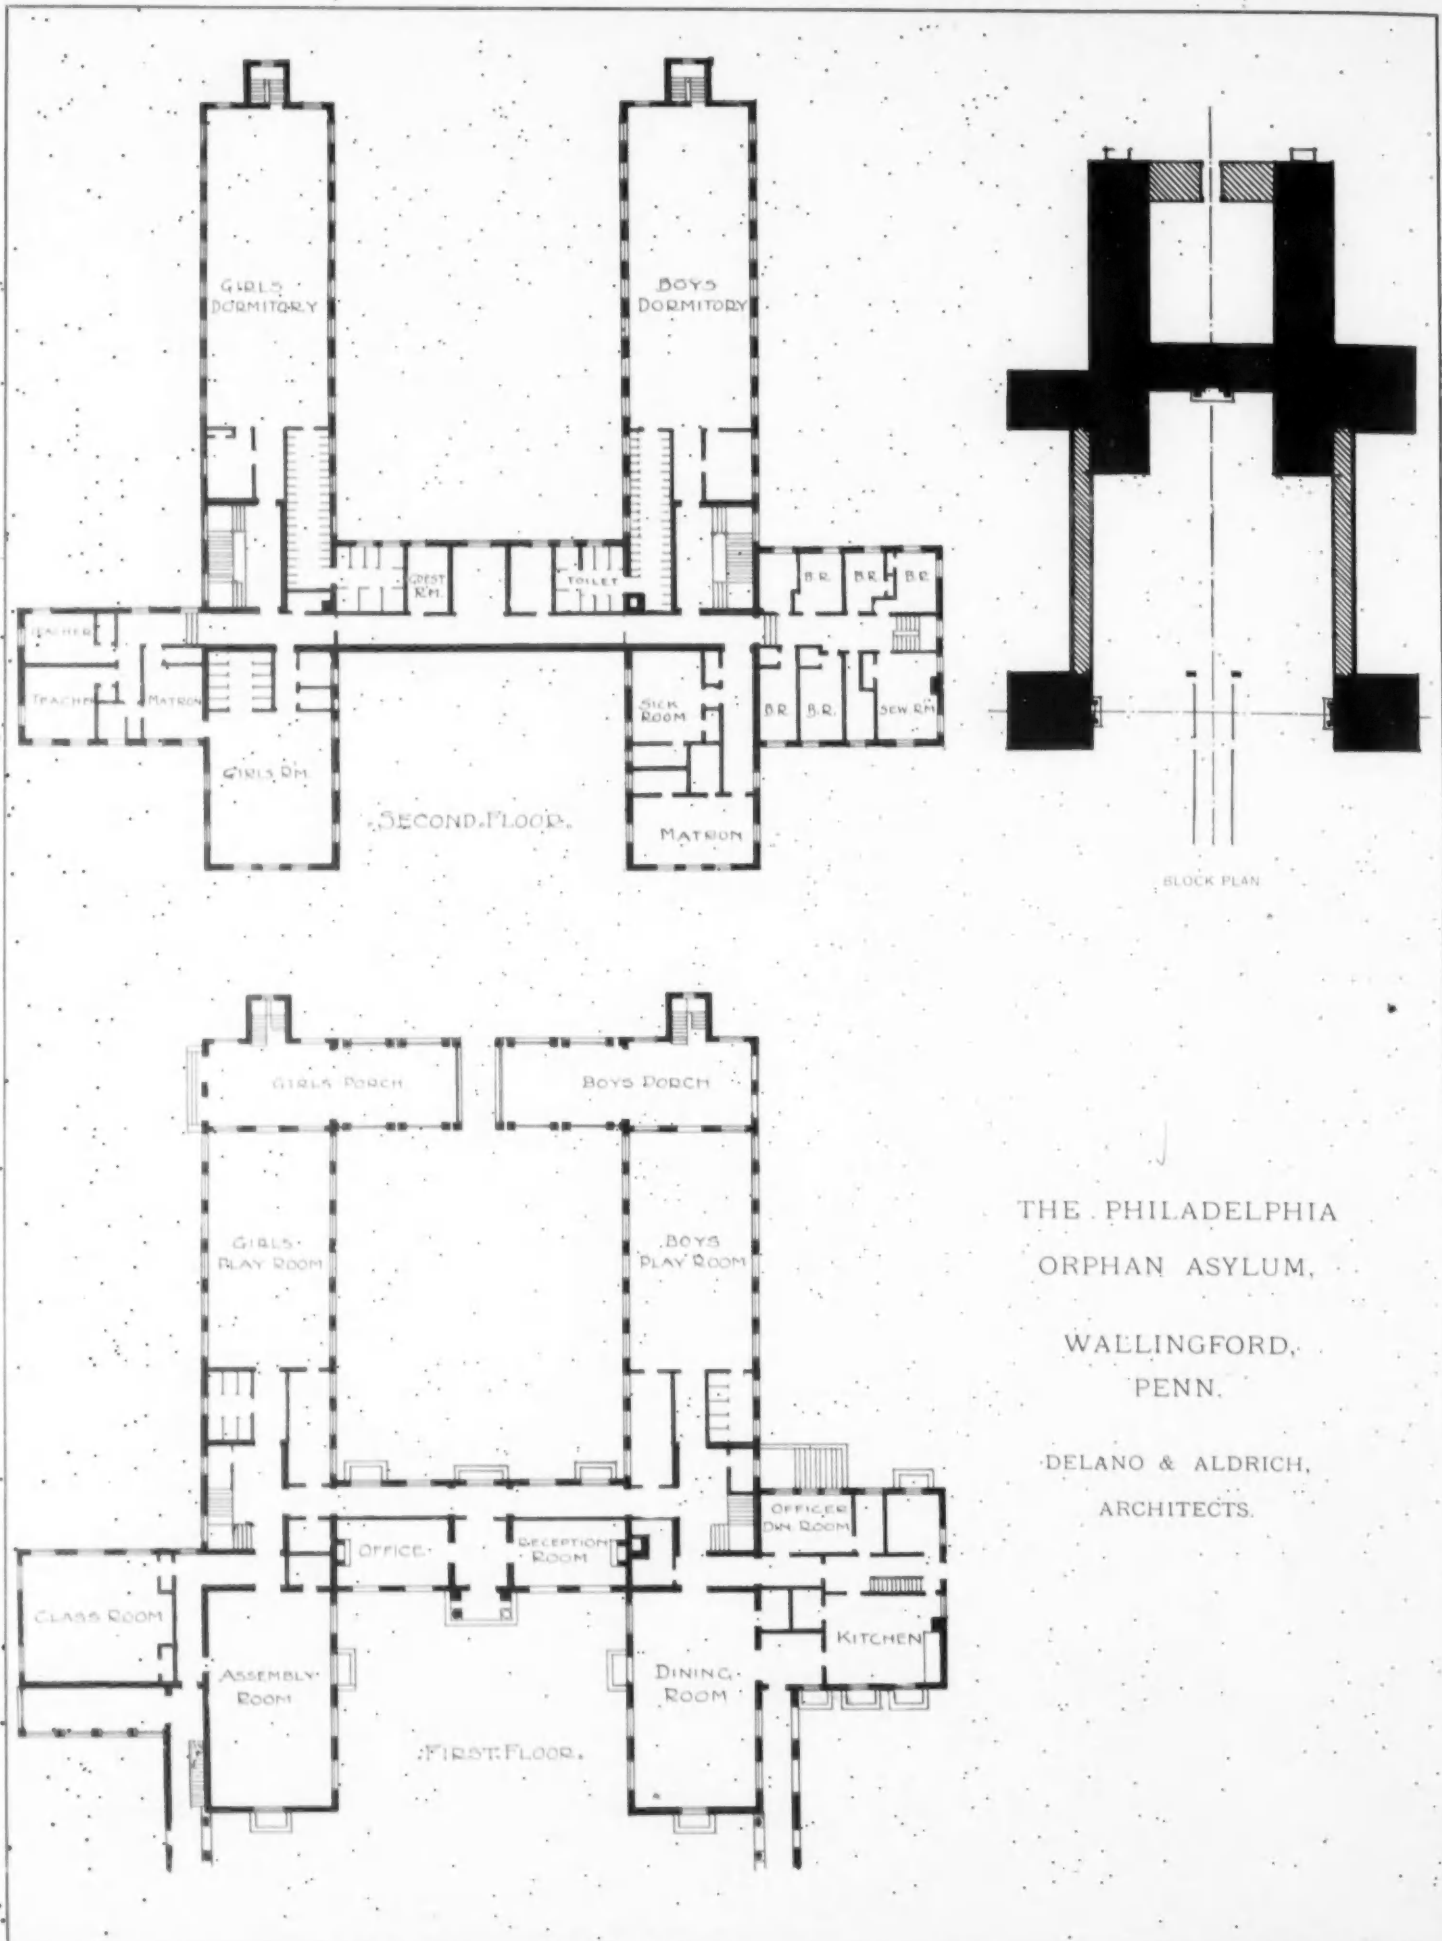 GIRLS
DORMITORY
BOYS
DORMITORY
GUEST
RM.
TOILET
B.R.
B.R.
B.R.
TEACHER
TEACHER
MATRON
GIRLS RM.
SICK
ROOM
MATRON
B.R.
B.R.
SEW. RM
.SECOND.FLOOR.
BLOCK PLAN
GIRLS PORCH
BOYS PORCH
GIRLS
PLAY ROOM
BOYS
PLAY ROOM
OFFICE
RECEPTION
ROOM
OFFICER
DIN. ROOM
CLASS ROOM
ASSEMBLY
ROOM
DINING
ROOM
KITCHEN
.FIRST.FLOOR.
THE PHILADELPHIA
ORPHAN ASYLUM,
WALLINGFORD,
PENN.
DELANO & ALDRICH,
ARCHITECTS.